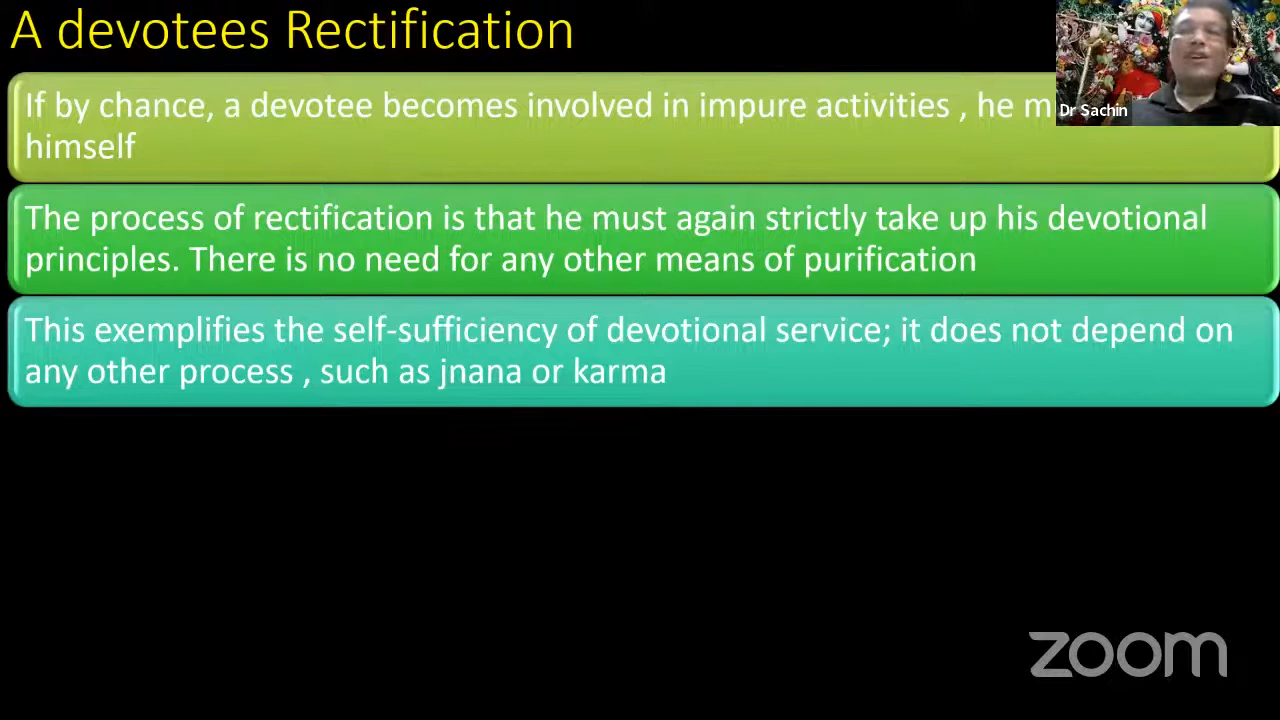 A devotees Rectification
If by chance, a devotee becomes involved in impure activities , he
himself
The process of rectification is that he must again strictly take up his devotional
principles. There is no need for any other means of purification
This exemplifies the self-sufficiency of devotional service; it does not depend on
any other process , such as jnana or karma
Dr Sachin
zoom